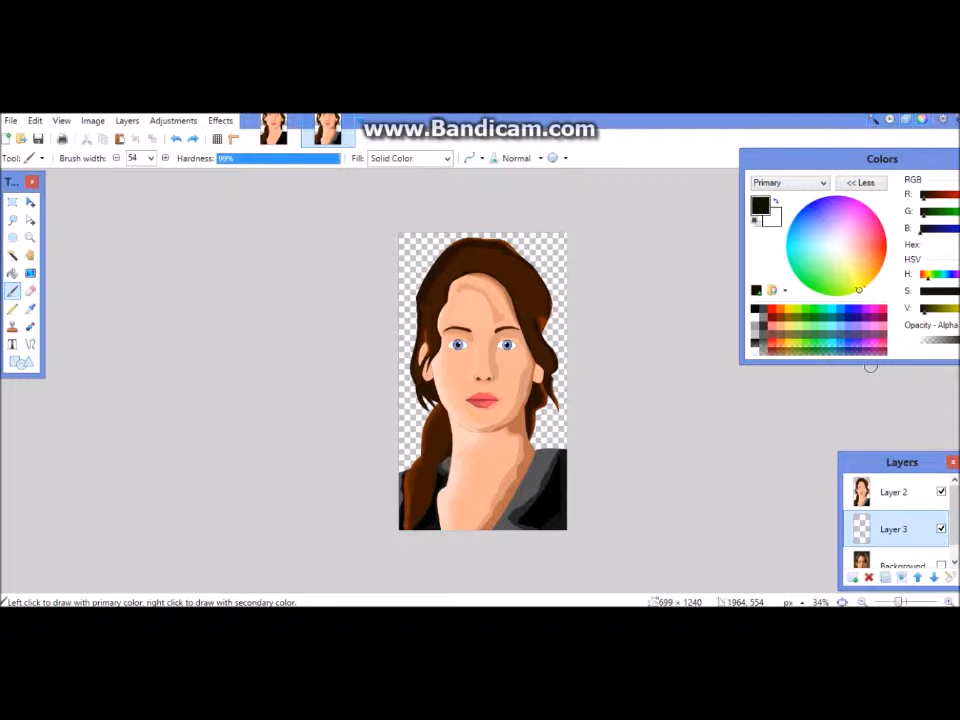 www.Bandicam.com
File Edit View Image Layers Adjustments Effects
Tool: Brush width: 54 Hardness: 99% Fill: Solid Color Normal
T...
Colors
Primary << Less
RGB
R:
G:
B:
Hex:
HSV
H:
S:
V:
Opacity - Alpha
Layers
Layer 2
Layer 3
Background
Left click to draw with primary color, right click to draw with secondary color.
699 × 1240 1964, 554 px 34%